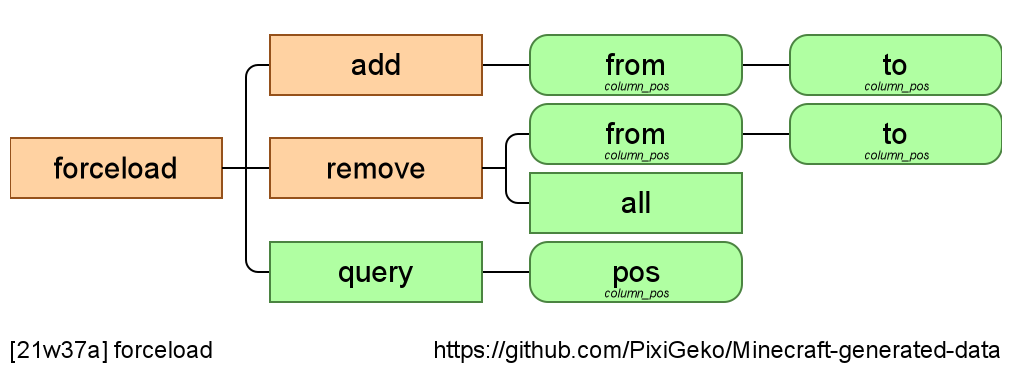 add
from
column_pos
to
column_pos
forceload
remove
from
column_pos
to
column_pos
all
query
pos
column_pos
[21w37a] forceload
https://github.com/PixiGeko/Minecraft-generated-data